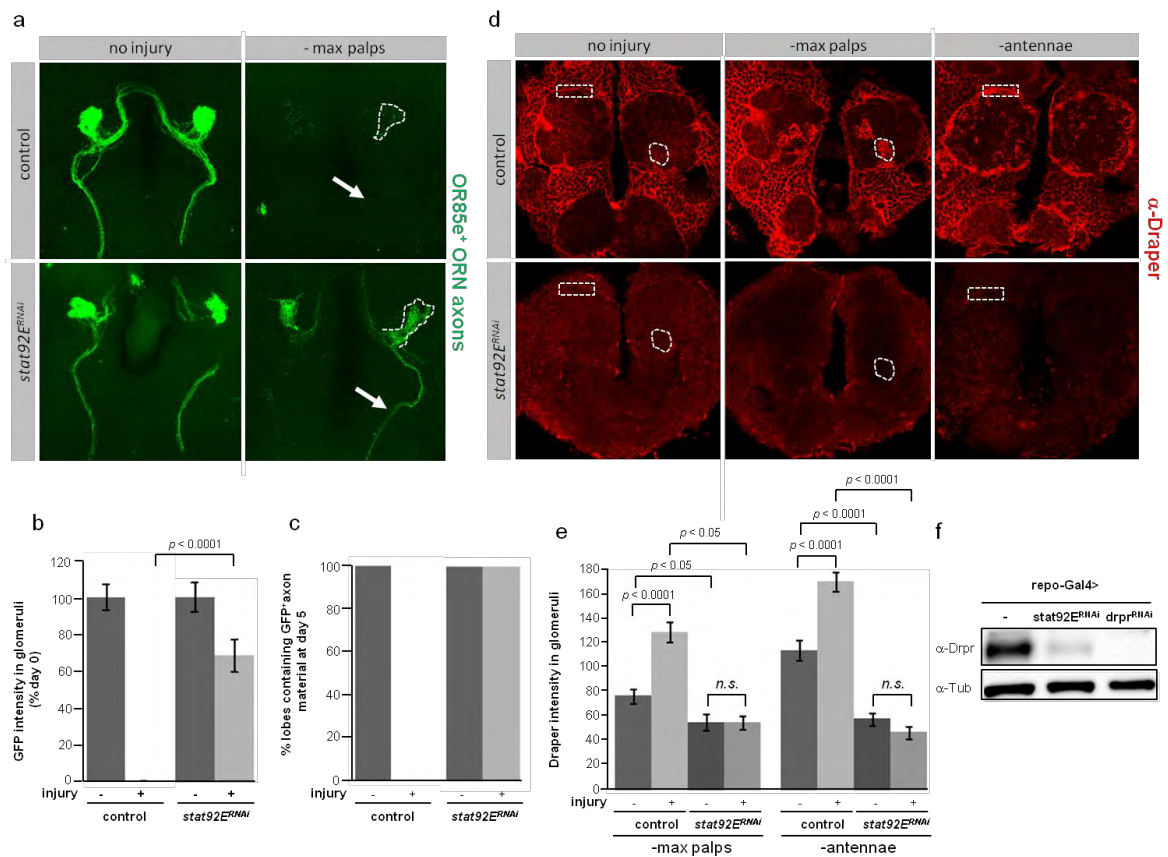 a
no injury
- max palps
control
stat92E^RNAi
OR85e+ ORN axons
d
no injury
-max palps
-antennae
control
stat92E^RNAi
α-Draper
b
p < 0.0001
GFP intensity in glomeruli
(% day 0)
120
100
80
60
40
20
0
injury
- + - +
control stat92E^RNAi
c
% lobes containing GFP+ axon
material at day 5
100
80
60
40
20
0
- + - +
control stat92E^RNAi
e
p < 0.0001
p < 0.0001
p < 0.05
p < 0.05
p < 0.0001
p < 0.0001
n.s.
n.s.
Draper intensity in glomeruli
180
160
140
120
100
80
60
40
20
0
injury
- + - + - + - +
control stat92E^RNAi control stat92E^RNAi
-max palps -antennae
f
repo-Gal4>
- stat92E^RNAi drpr^RNAi
α-Drpr
α-Tub